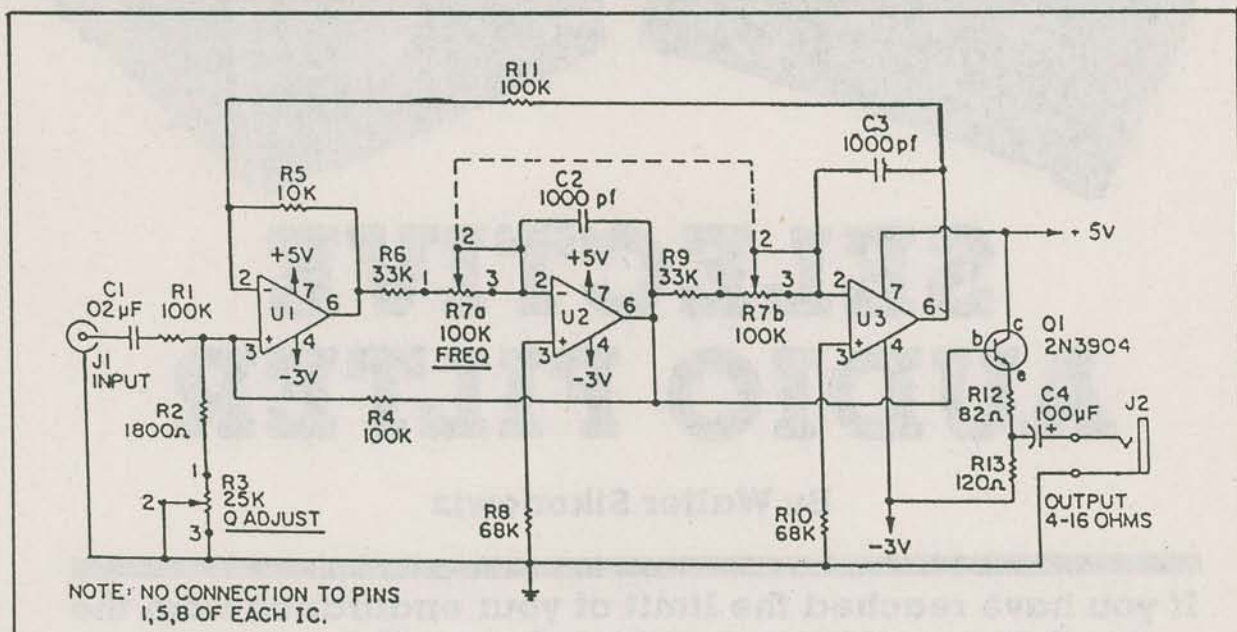 R11
100K
C3
1000pf
R5
10K
C2
1000 pf
2
2
+5V
+5V
+ 5V
R6
33K
R9
33K
C1
.02µF
R1
100K
2
-
7
U1
6
+
3
4
-3V
1
3
R7a
100K
FREQ
2
-
7
U2
6
+
3
4
-3V
1
3
R7b
100K
2
-
7
U3
6
+
3
4
c
b
e
Q1
2N3904
J1
INPUT
R4
100K
R2
1800Ω
R12
82Ω
C4
100µF
+
J2
R13
120Ω
1
2
3
R3
25K
Q ADJUST
R8
68K
R10
68K
-3V
OUTPUT
4-16 OHMS
NOTE: NO CONNECTION TO PINS
1,5,8 OF EACH IC.
If you have reached the limit of your